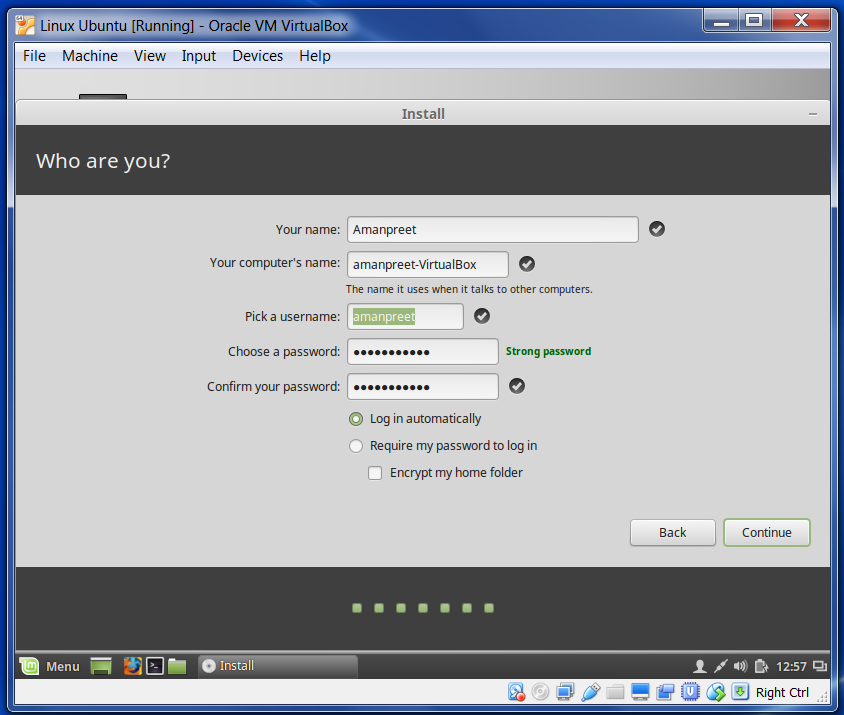 Linux Ubuntu [Running] - Oracle VM VirtualBox
File Machine View Input Devices Help
Install
Who are you?
Your name: Amanpreet
Your computer's name: amanpreet-VirtualBox
The name it uses when it talks to other computers.
Pick a username: amanpreet
Choose a password: ●●●●●●●●●●● Strong password
Confirm your password: ●●●●●●●●●●●
Log in automatically
Require my password to log in
Encrypt my home folder
Back Continue
Menu Install 12:57
Right Ctrl